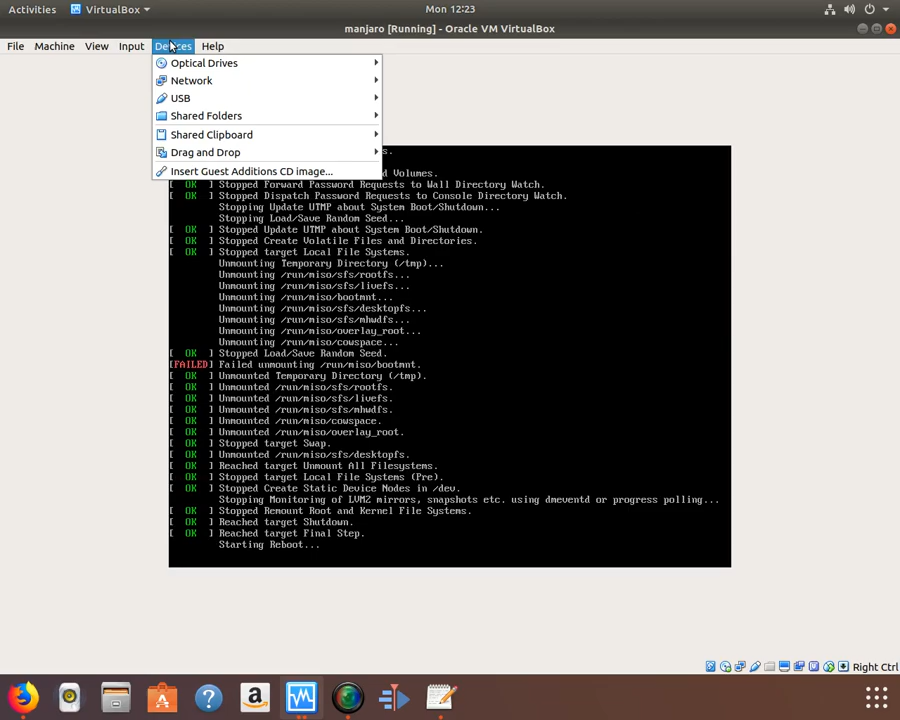 Activities VirtualBox Mon 12:23
manjaro [Running] - Oracle VM VirtualBox
File Machine View Input Devices Help
Optical Drives
Network
USB
Shared Folders
Shared Clipboard
Drag and Drop
Insert Guest Additions CD image...
s.
d Volumes.
[ OK ] Stopped Forward Password Requests to Wall Directory Watch.
[ OK ] Stopped Dispatch Password Requests to Console Directory Watch.
Stopping Update UTMP about System Boot/Shutdown...
Stopping Load/Save Random Seed...
[ OK ] Stopped Update UTMP about System Boot/Shutdown.
[ OK ] Stopped Create Volatile Files and Directories.
[ OK ] Stopped target Local File Systems.
Unmounting Temporary Directory (/tmp)...
Unmounting /run/miso/sfs/rootfs...
Unmounting /run/miso/sfs/livefs...
Unmounting /run/miso/bootmnt...
Unmounting /run/miso/sfs/desktopfs...
Unmounting /run/miso/sfs/mhwdfs...
Unmounting /run/miso/overlay_root...
Unmounting /run/miso/cowspace...
[ OK ] Stopped Load/Save Random Seed.
[FAILED] Failed unmounting /run/miso/bootmnt.
[ OK ] Unmounted Temporary Directory (/tmp).
[ OK ] Unmounted /run/miso/sfs/rootfs.
[ OK ] Unmounted /run/miso/sfs/livefs.
[ OK ] Unmounted /run/miso/sfs/mhwdfs.
[ OK ] Unmounted /run/miso/cowspace.
[ OK ] Unmounted /run/miso/overlay_root.
[ OK ] Stopped target Swap.
[ OK ] Unmounted /run/miso/sfs/desktopfs.
[ OK ] Reached target Unmount All Filesystems.
[ OK ] Stopped target Local File Systems (Pre).
[ OK ] Stopped Create Static Device Nodes in /dev.
Stopping Monitoring of LVM2 mirrors, snapshots etc. using dmeventd or progress polling...
[ OK ] Stopped Remount Root and Kernel File Systems.
[ OK ] Reached target Shutdown.
[ OK ] Reached target Final Step.
Starting Reboot...
Right Ctrl